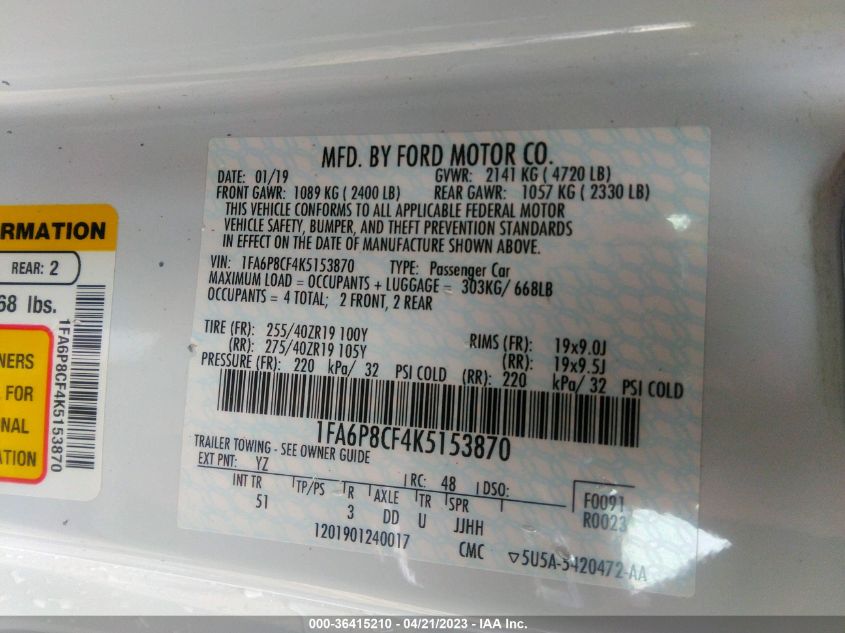 MFD. BY FORD MOTOR CO.
DATE: 01/19 GVWR: 2141 KG ( 4720 LB)
FRONT GAWR: 1089 KG ( 2400 LB) REAR GAWR: 1057 KG ( 2330 LB)
THIS VEHICLE CONFORMS TO ALL APPLICABLE FEDERAL MOTOR
VEHICLE SAFETY, BUMPER, AND THEFT PREVENTION STANDARDS
IN EFFECT ON THE DATE OF MANUFACTURE SHOWN ABOVE.
VIN: 1FA6P8CF4K5153870 TYPE: Passenger Car
MAXIMUM LOAD = OCCUPANTS + LUGGAGE = 303KG/ 668LB
OCCUPANTS = 4 TOTAL; 2 FRONT, 2 REAR
TIRE (FR): 255/40ZR19 100Y RIMS (FR): 19x9.0J
(RR): 275/40ZR19 105Y (RR): 19x9.5J
PRESSURE (FR): 220 kPa/ 32 PSI COLD (RR): 220 kPa/ 32 PSI COLD
1FA6P8CF4K5153870
TRAILER TOWING - SEE OWNER GUIDE
EXT PNT: YZ RC: 48 DSO: F0091
INT TR TP/PS R AXLE TR SPR R0023
51 3 DD U JJHH
1201901240017 CMC ▽5U5A-5420472-AA
RMATION
REAR: 2
68 lbs.
NERS
FOR
NAL
ATION
1FA6P8CF4K5153870
000-36415210 - 04/21/2023 - IAA Inc.